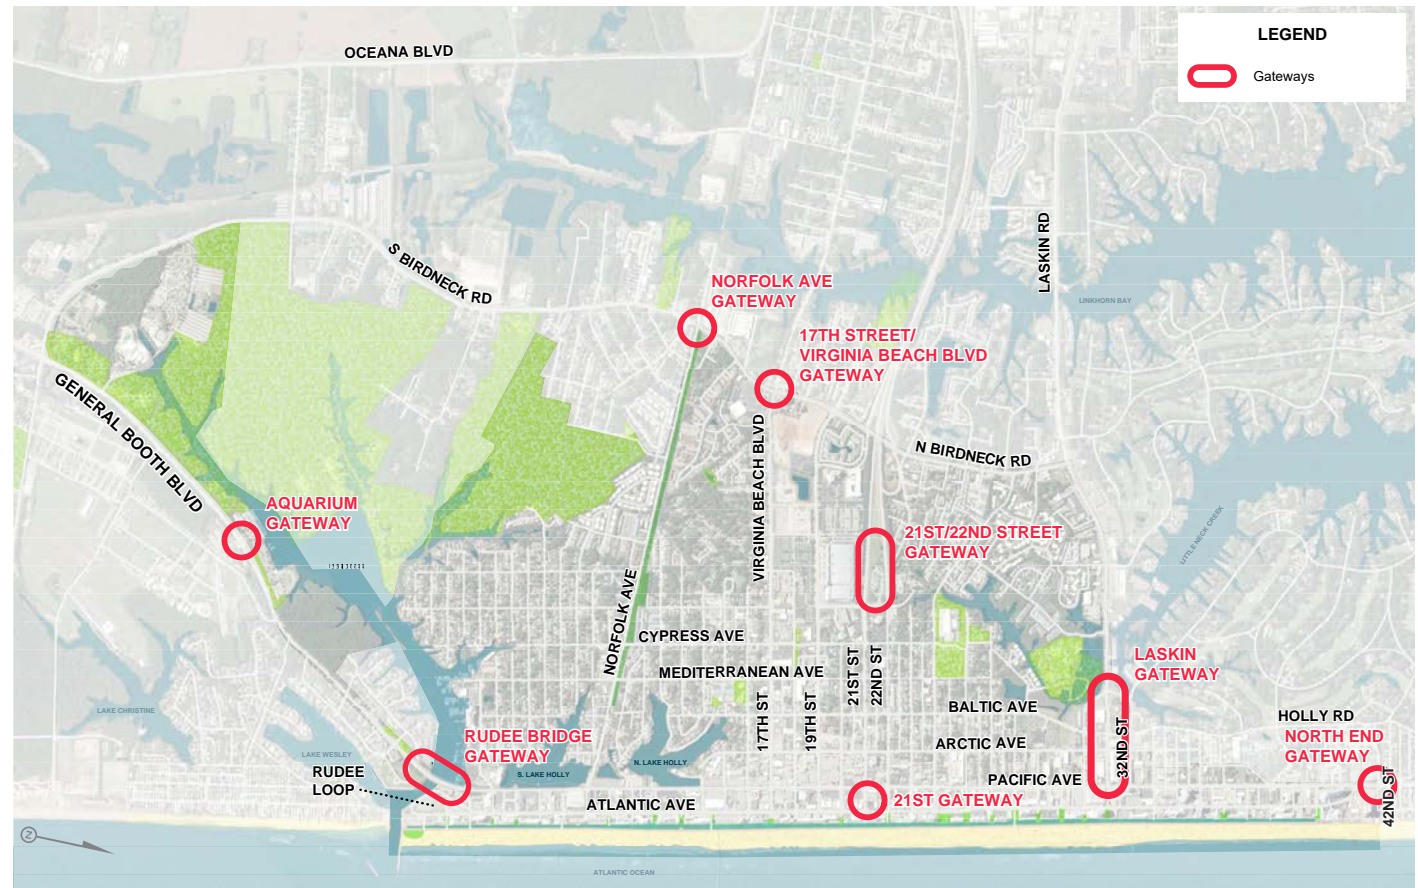 LEGEND
Gateways
OCEANA BLVD
S BIRDNECK RD
LASKIN RD
LINKHORN BAY
NORFOLK AVE
GATEWAY
17TH STREET/
VIRGINIA BEACH BLVD
GATEWAY
GENERAL BOOTH BLVD
N BIRDNECK RD
VIRGINIA BEACH BLVD
AQUARIUM
GATEWAY
21ST/22ND STREET
GATEWAY
LITTLE NECK CREEK
NORFOLK AVE
CYPRESS AVE
MEDITERRANEAN AVE
17TH ST
19TH ST
21ST ST
22ND ST
LASKIN
GATEWAY
BALTIC AVE
ARCTIC AVE
PACIFIC AVE
32ND ST
HOLLY RD
NORTH END
GATEWAY
42ND ST
LAKE CHRISTINE
LAKE WESLEY
RUDEE BRIDGE
GATEWAY
S. LAKE HOLLY
N. LAKE HOLLY
RUDEE
LOOP
ATLANTIC AVE
21ST GATEWAY
Z
ATLANTIC OCEAN